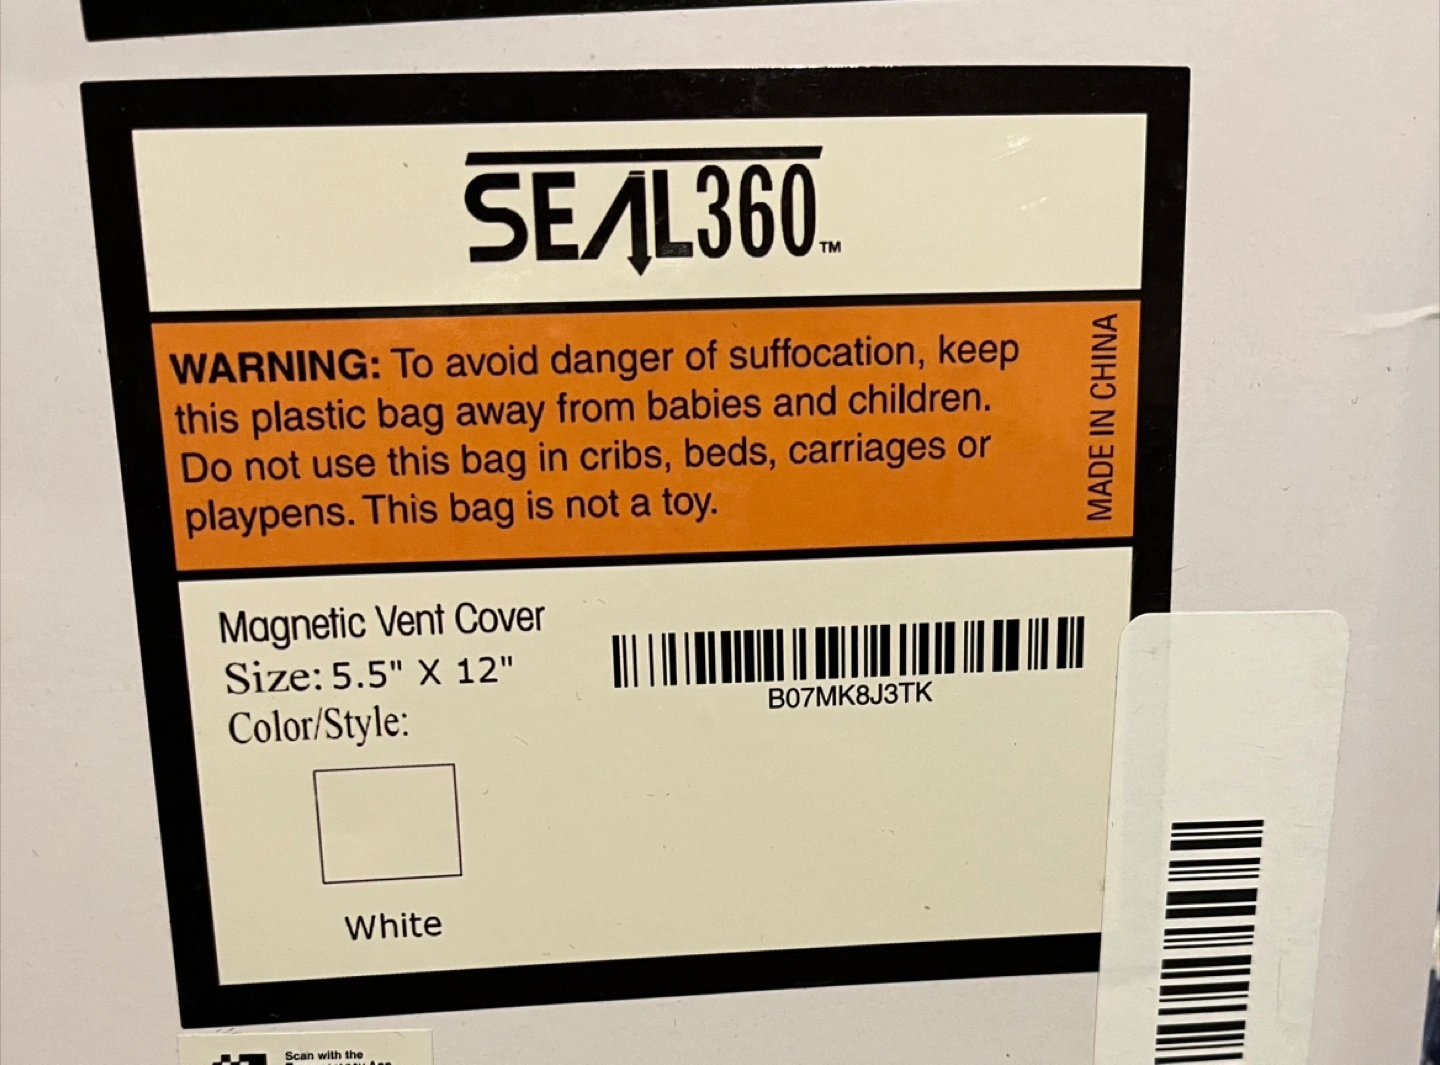 SEAL360™
WARNING: To avoid danger of suffocation, keep
this plastic bag away from babies and children.
Do not use this bag in cribs, beds, carriages or
playpens. This bag is not a toy.
MADE IN CHINA
Magnetic Vent Cover
Size: 5.5" X 12"
Color/Style:
B07MK8J3TK
White
Scan with the